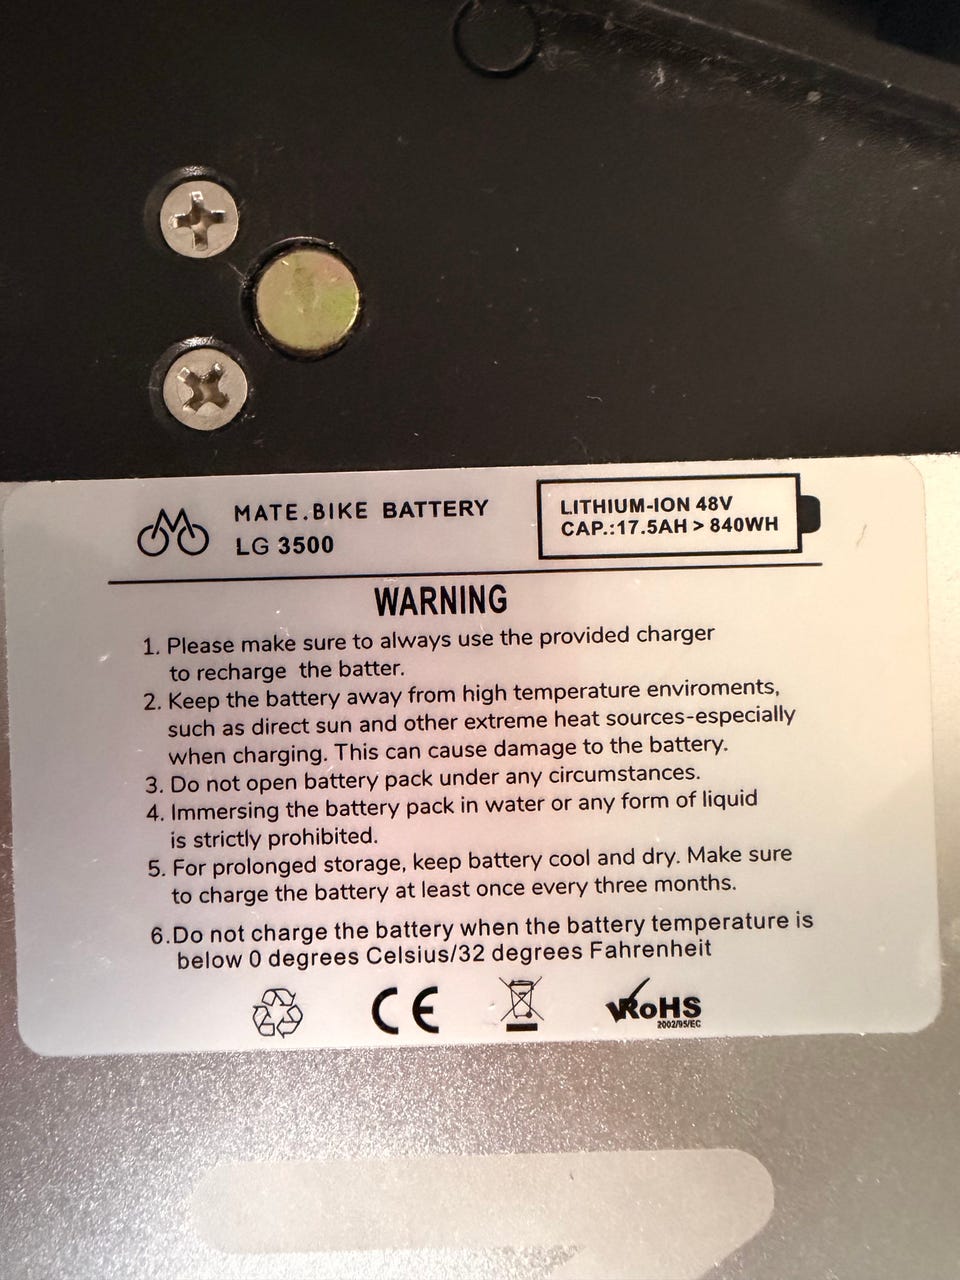 MATE.BIKE BATTERY
LG 3500
LITHIUM-ION 48V
CAP.:17.5AH > 840WH
WARNING
1. Please make sure to always use the provided charger
to recharge the batter.
2. Keep the battery away from high temperature enviroments,
such as direct sun and other extreme heat sources-especially
when charging. This can cause damage to the battery.
3. Do not open battery pack under any circumstances.
4. Immersing the battery pack in water or any form of liquid
is strictly prohibited.
5. For prolonged storage, keep battery cool and dry. Make sure
to charge the battery at least once every three months.
6.Do not charge the battery when the battery temperature is
below 0 degrees Celsius/32 degrees Fahrenheit
CE
RoHS
2002/95/EC